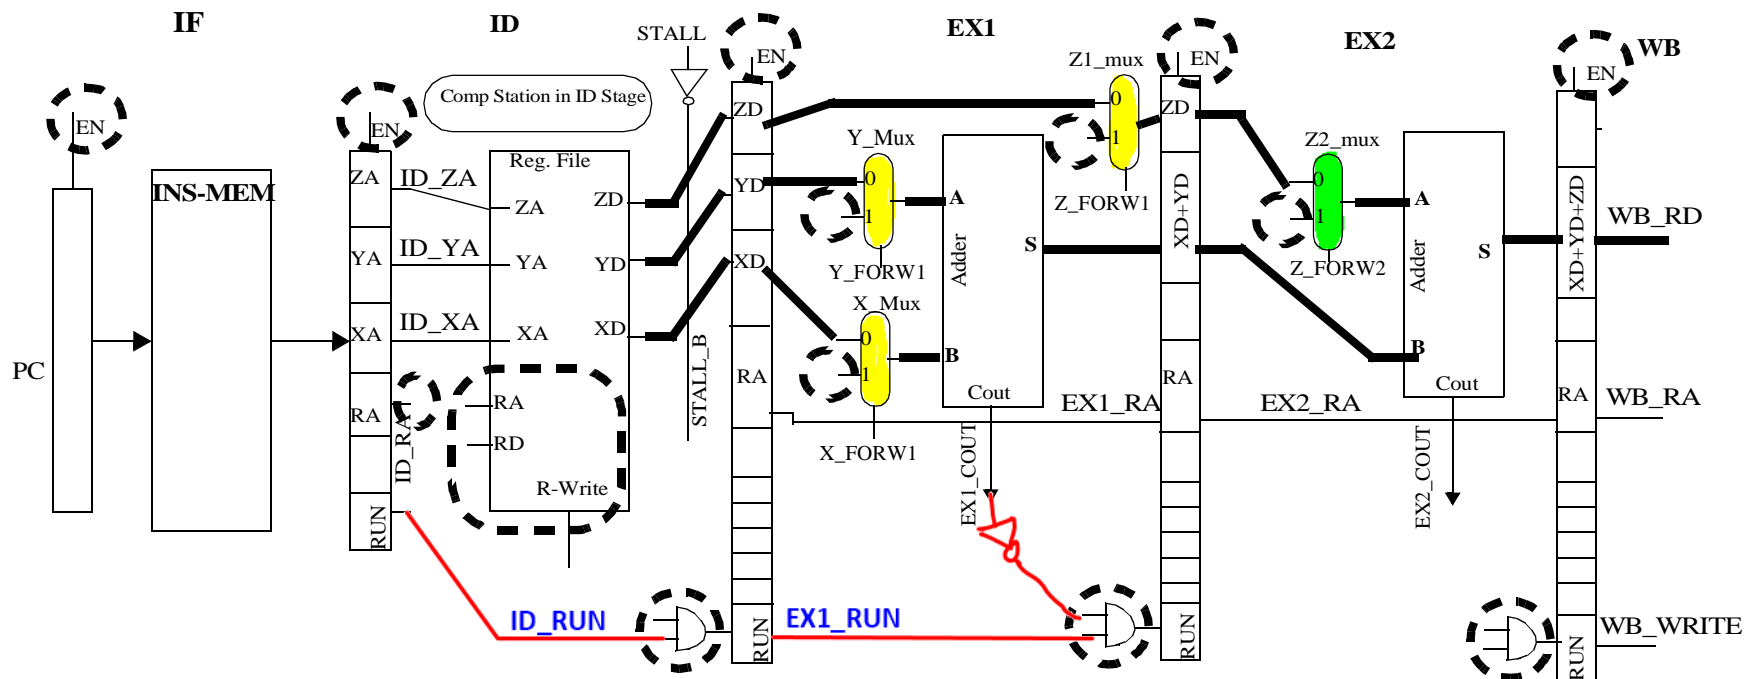 IF
ID
STALL
EX1
EX2
WB
EN
EN
EN
EN
EN
Comp Station in ID Stage
INS-MEM
PC
ZA
YA
XA
RA
RUN
ID_ZA
ID_YA
ID_XA
ID_RA
Reg. File
ZA
YA
XA
RA
RD
R-Write
ZD
YD
XD
STALL_B
ZD
YD
XD
RA
RUN
ID_RUN
EX1_RUN
Y_Mux
0
1
Y_FORW1
X_Mux
0
1
X_FORW1
A
B
Adder
S
Cout
EX1_COUT
Z1_mux
0
1
Z_FORW1
EX1_RA
ZD
XD+YD
RA
RUN
Z2_mux
0
1
Z_FORW2
EX2_RA
A
B
Adder
S
Cout
EX2_COUT
XD+YD+ZD
RA
RUN
WB_RD
WB_RA
WB_WRITE